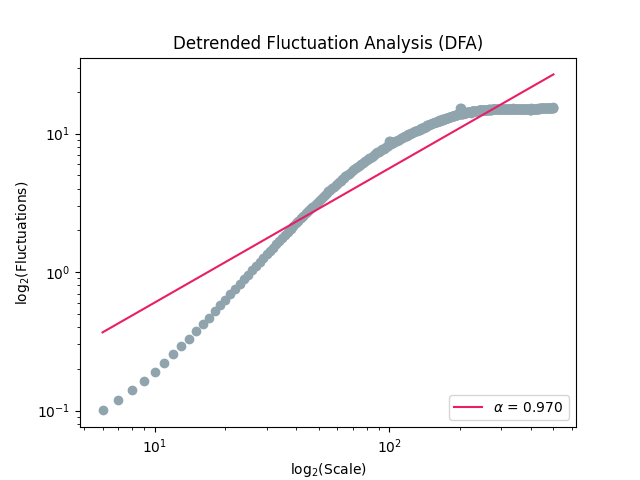 Detrended Fluctuation Analysis (DFA)
log₂(Fluctuations)
10¹
10⁰
10⁻¹
10¹
10²
log₂(Scale)
α = 0.970